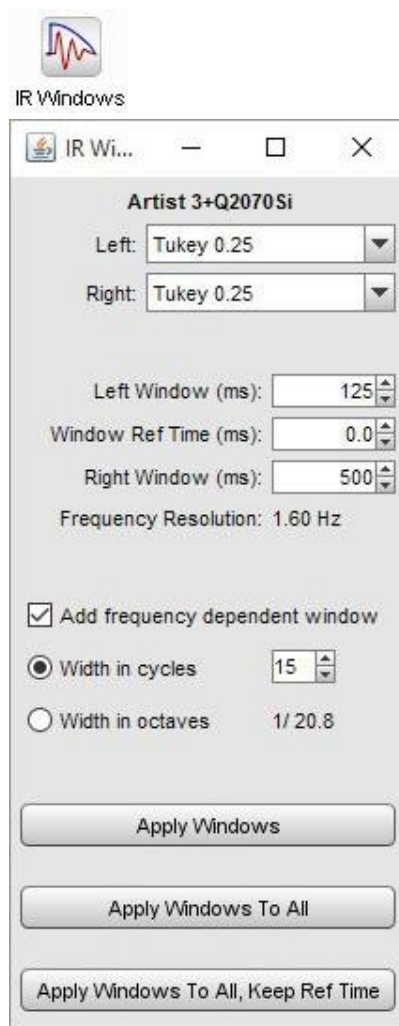 IR Windows
IR Wi...
Artist 3+Q2070Si
Left: Tukey 0.25
Right: Tukey 0.25
Left Window (ms): 125
Window Ref Time (ms): 0.0
Right Window (ms): 500
Frequency Resolution: 1.60 Hz
Add frequency dependent window
Width in cycles 15
Width in octaves 1/ 20.8
Apply Windows
Apply Windows To All
Apply Windows To All, Keep Ref Time